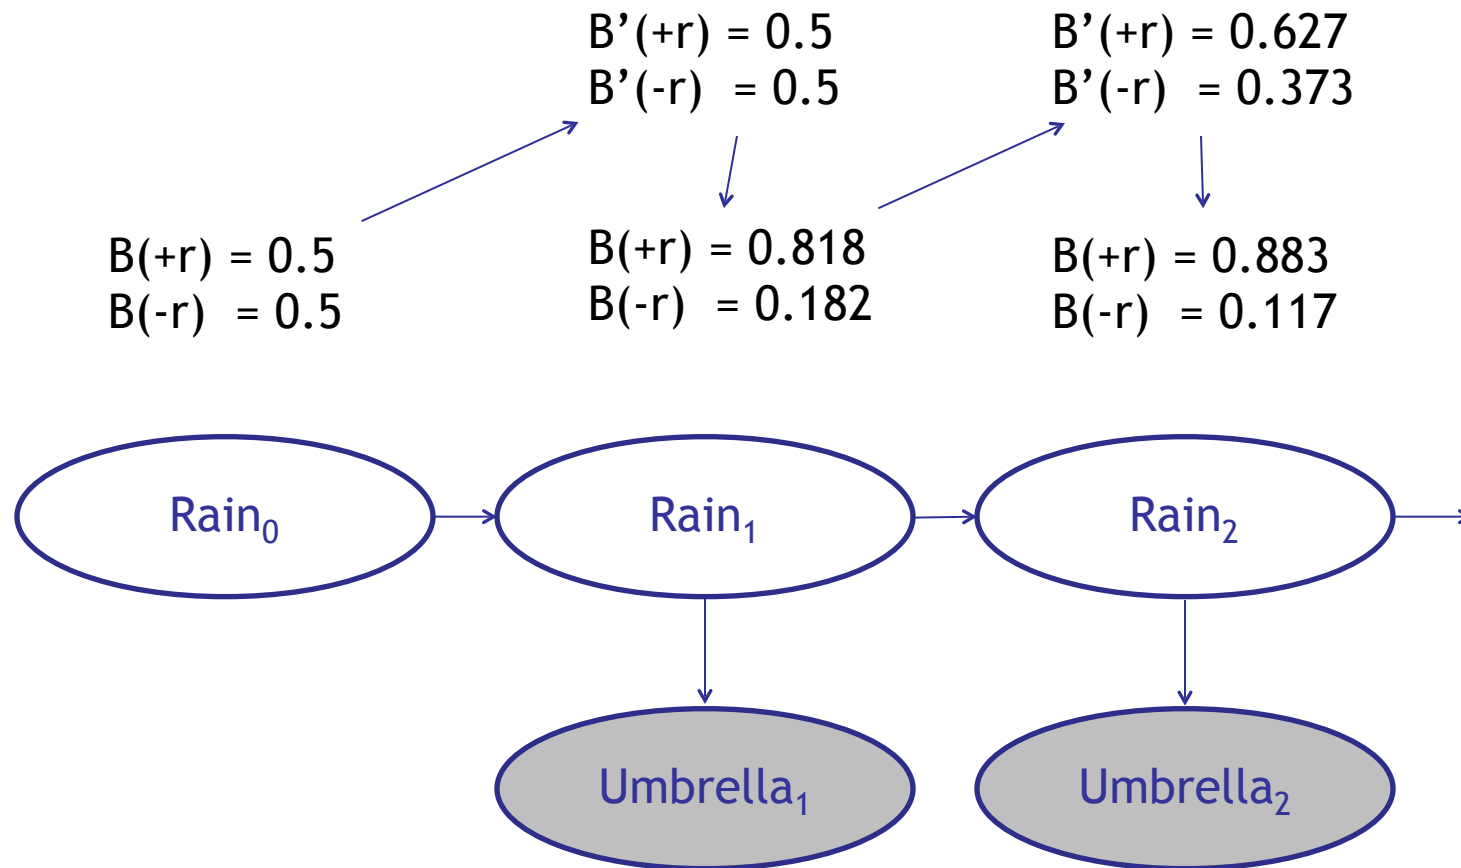 B’(+r) = 0.5
B’(-r) = 0.5
B’(+r) = 0.627
B’(-r) = 0.373
B(+r) = 0.5
B(-r) = 0.5
B(+r) = 0.818
B(-r) = 0.182
B(+r) = 0.883
B(-r) = 0.117
Rain₀
Rain₁
Rain₂
Umbrella₁
Umbrella₂